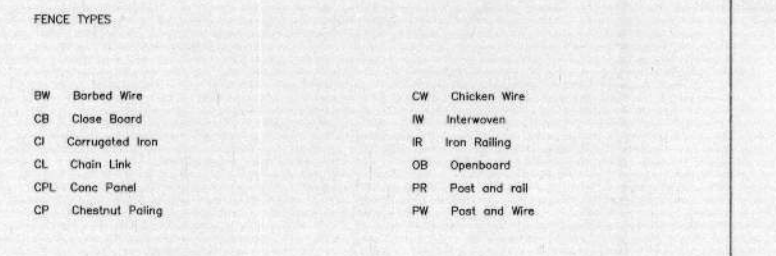 FENCE TYPES
BW Barbed Wire
CB Close Board
CI Corrugated Iron
CL Chain Link
CPL Conc Panel
CP Chestnut Paling
CW Chicken Wire
IW Interwoven
IR Iron Railing
OB Openboard
PR Post and rail
PW Post and Wire